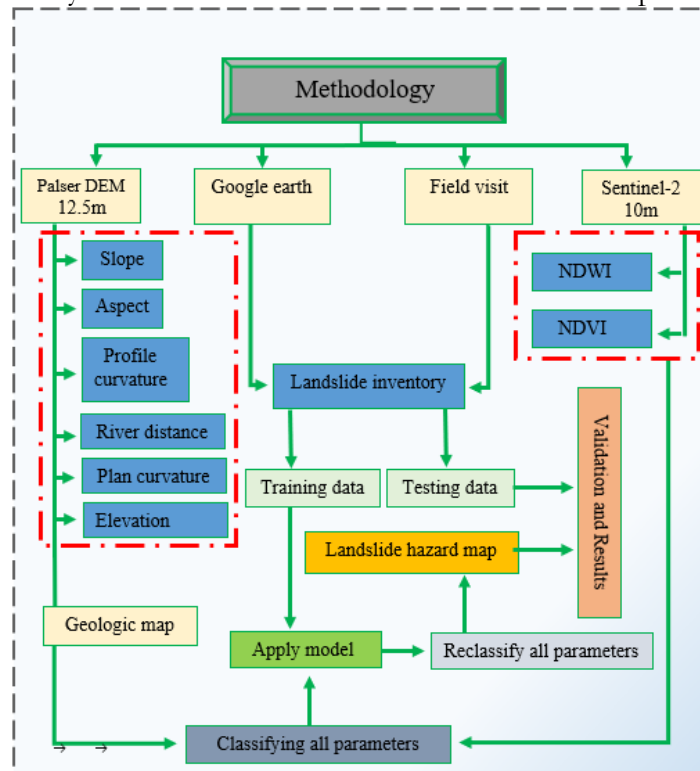 Methodology
Palser DEM
12.5m
Google earth
Field visit
Sentinel-2
10m
Slope
Aspect
Profile
curvature
River distance
Plan curvature
Elevation
NDWI
NDVI
Landslide inventory
Training data
Testing data
Validation and Results
Landslide hazard map
Geologic map
Apply model
Reclassify all parameters
Classifying all parameters